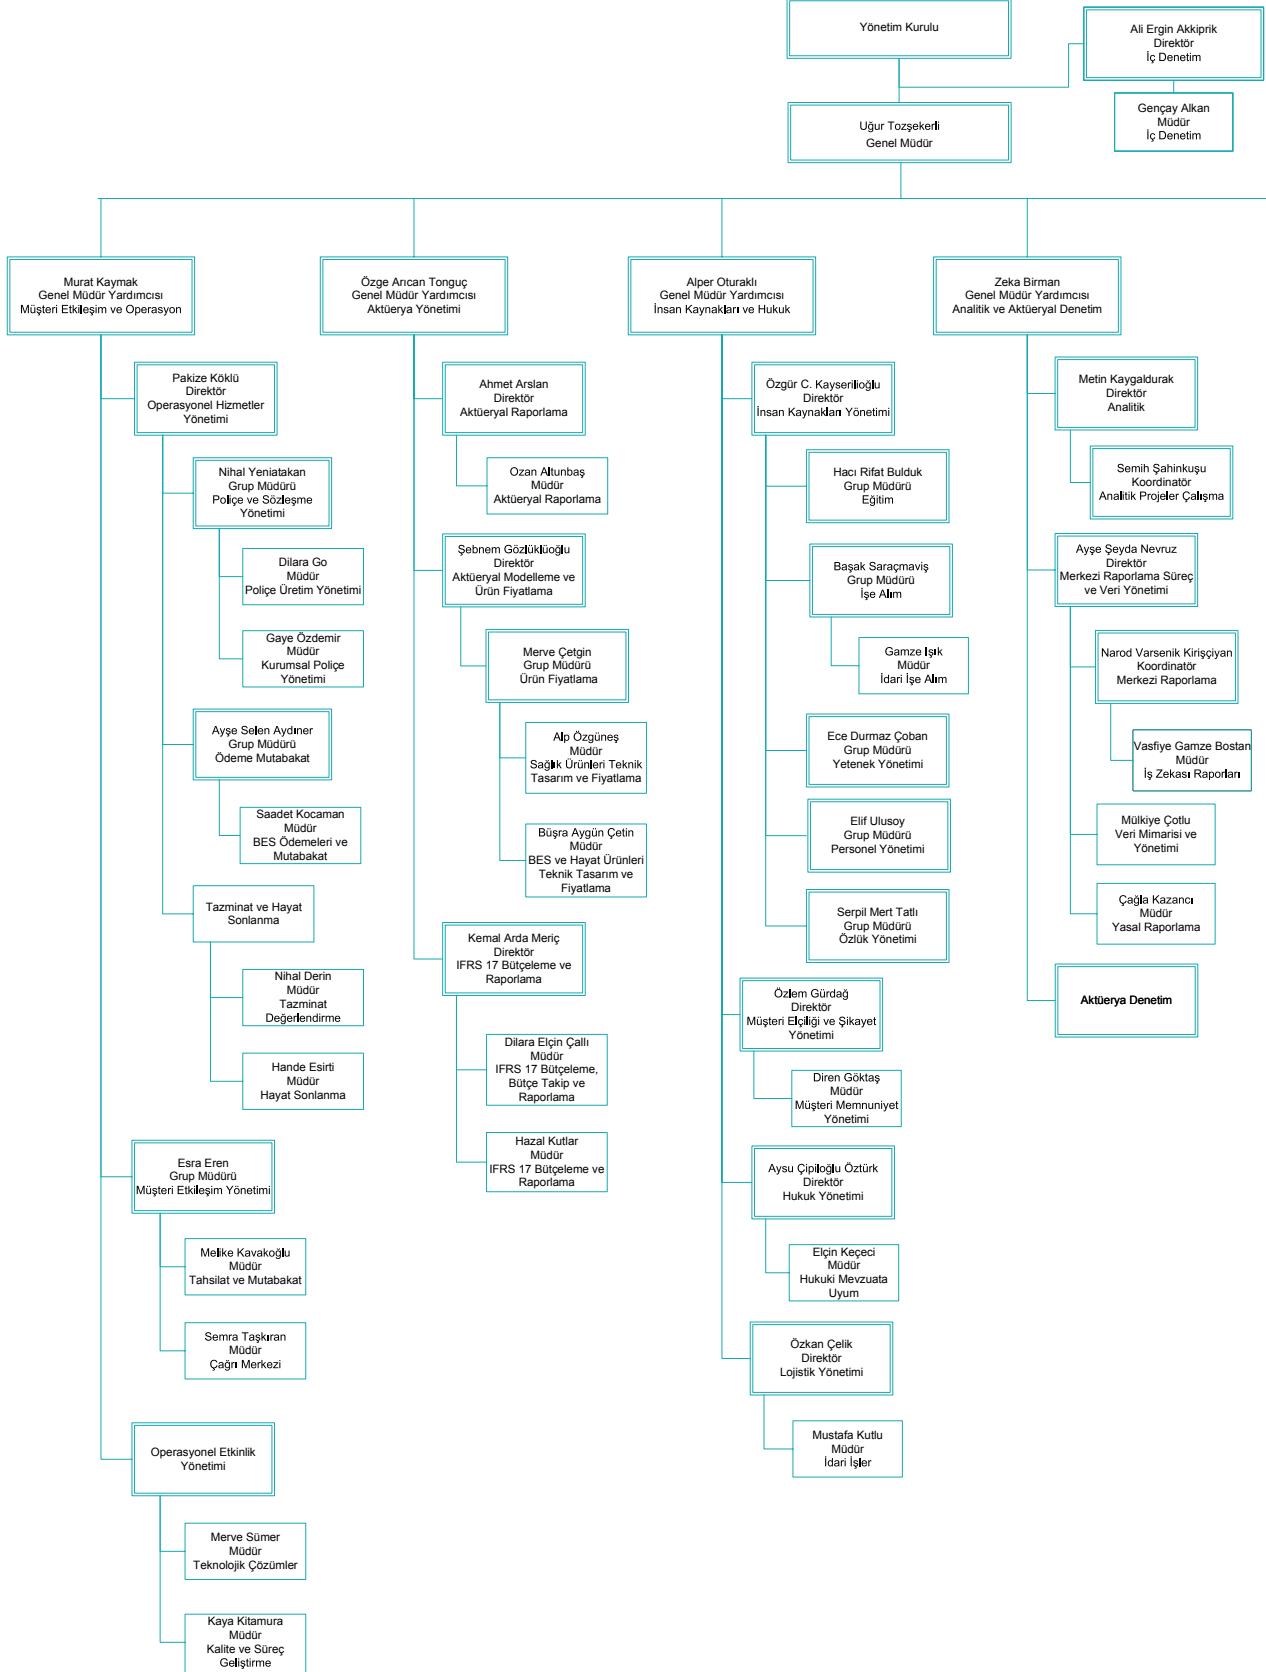 Yönetim Kurulu
Ali Ergin Akkiprik
Direktör
İç Denetim
Gençay Alkan
Müdür
İç Denetim
Uğur Tozşekerli
Genel Müdür
Murat Kaymak
Genel Müdür Yardımcısı
Müşteri Etkileşim ve Operasyon
Pakize Köklü
Direktör
Operasyonel Hizmetler
Yönetimi
Nihal Yeniatakan
Grup Müdürü
Poliçe ve Sözleşme
Yönetimi
Dilara Go
Müdür
Poliçe Üretim Yönetimi
Gaye Özdemir
Müdür
Kurumsal Poliçe
Yönetimi
Ayşe Selen Aydıner
Grup Müdürü
Ödeme Mutabakat
Saadet Kocaman
Müdür
BES Ödemeleri ve
Mutabakat
Tazminat ve Hayat
Sonlanma
Nihal Derin
Müdür
Tazminat
Değerlendirme
Hande Esirti
Müdür
Hayat Sonlanma
Esra Eren
Grup Müdürü
Müşteri Etkileşim Yönetimi
Melike Kavakoğlu
Müdür
Tahsilat ve Mutabakat
Semra Taşkıran
Müdür
Çağrı Merkezi
Operasyonel Etkinlik
Yönetimi
Merve Sümer
Müdür
Teknolojik Çözümler
Kaya Kitamura
Müdür
Kalite ve Süreç
Geliştirme
Özge Arıcan Tonguç
Genel Müdür Yardımcısı
Aktüerya Yönetimi
Ahmet Arslan
Direktör
Aktüeryal Raporlama
Ozan Altunbaş
Müdür
Aktüeryal Raporlama
Şebnem Gözlüklüoğlu
Direktör
Aktüeryal Modelleme ve
Ürün Fiyatlama
Merve Çetgin
Grup Müdürü
Ürün Fiyatlama
Alp Özgüneş
Müdür
Sağlık Ürünleri Teknik
Tasarım ve Fiyatlama
Büşra Aygün Çetin
Müdür
BES ve Hayat Ürünleri
Teknik Tasarım ve
Fiyatlama
Kemal Arda Meriç
Direktör
IFRS 17 Bütçeleme ve
Raporlama
Dilara Elçin Çallı
Müdür
IFRS 17 Bütçeleme,
Bütçe Takip ve
Raporlama
Hazal Kutlar
Müdür
IFRS 17 Bütçeleme ve
Raporlama
Alper Oturaklı
Genel Müdür Yardımcısı
İnsan Kaynakları ve Hukuk
Özgür C. Kayserilioğlu
Direktör
İnsan Kaynakları Yönetimi
Hacı Rifat Bulduk
Grup Müdürü
Eğitim
Başak Saraçmaviş
Grup Müdürü
İşe Alım
Gamze Işık
Müdür
İdari İşe Alım
Ece Durmaz Çoban
Grup Müdürü
Yetenek Yönetimi
Elif Ulusoy
Grup Müdürü
Personel Yönetimi
Serpil Mert Tatlı
Grup Müdürü
Özlük Yönetimi
Özlem Gürdağ
Direktör
Müşteri Elçiliği ve Şikayet
Yönetimi
Diren Göktaş
Müdür
Müşteri Memnuniyet
Yönetimi
Aysu Çipiloğlu Öztürk
Direktör
Hukuk Yönetimi
Elçin Keçeci
Müdür
Hukuki Mevzuata
Uyum
Özkan Çelik
Direktör
Lojistik Yönetimi
Mustafa Kutlu
Müdür
İdari İşler
Zeka Birman
Genel Müdür Yardımcısı
Analitik ve Aktüeryal Denetim
Metin Kaygaldurak
Direktör
Analitik
Semih Şahinkuşu
Koordinatör
Analitik Projeler Çalışma
Ayşe Şeyda Nevruz
Direktör
Merkezi Raporlama Süreç
ve Veri Yönetimi
Narod Varsenik Kirişçiyan
Koordinatör
Merkezi Raporlama
Vasfiye Gamze Bostan
Müdür
İş Zekası Raporları
Mülkiye Çotlu
Veri Mimarisi ve
Yönetimi
Çağla Kazancı
Müdür
Yasal Raporlama
Aktüerya Denetim